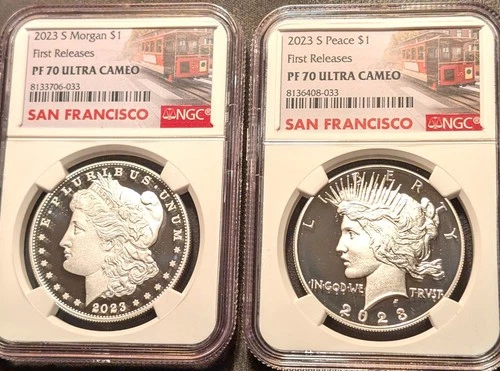 2023 S Morgan $1
First Releases
PF 70 ULTRA CAMEO
8133706-033
SAN FRANCISCO
NGC®
E·PLURIBUS·UNUM
2023
2023 S Peace $1
First Releases
PF 70 ULTRA CAMEO
8136408-033
SAN FRANCISCO
NGC®
LIBERTY
IN·GOD·WE
TRVST
2023